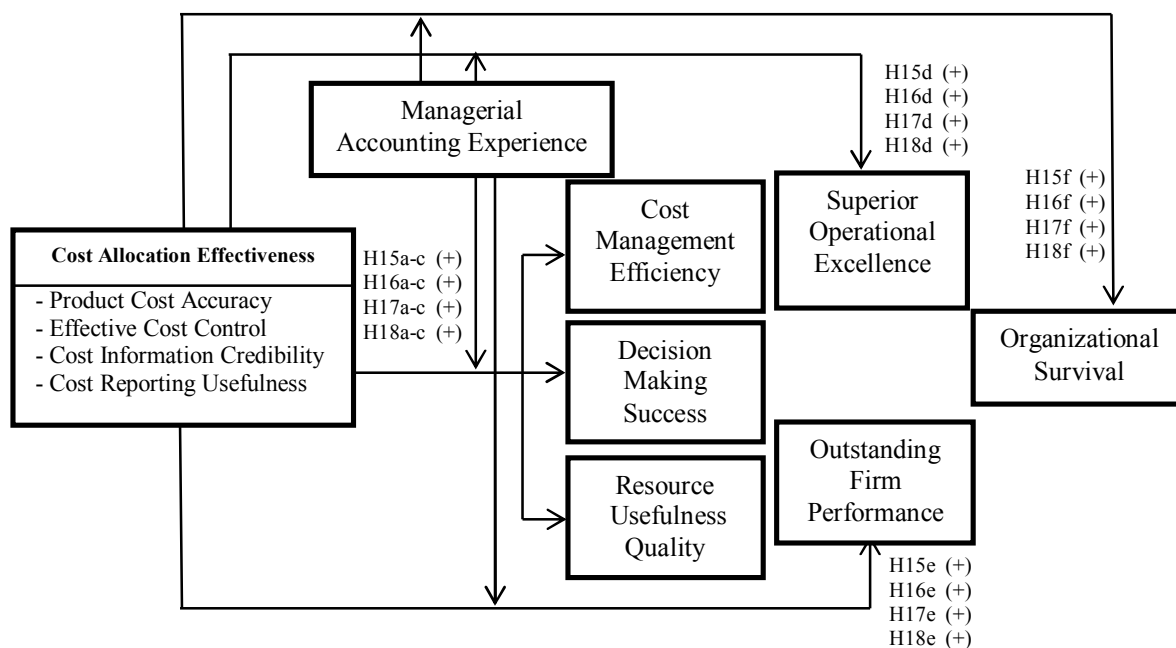 Managerial
Accounting Experience
H15d (+)
H16d (+)
H17d (+)
H18d (+)
H15f (+)
H16f (+)
H17f (+)
H18f (+)
Cost Allocation Effectiveness
- Product Cost Accuracy
- Effective Cost Control
- Cost Information Credibility
- Cost Reporting Usefulness
H15a-c (+)
H16a-c (+)
H17a-c (+)
H18a-c (+)
Cost
Management
Efficiency
Superior
Operational
Excellence
Decision
Making
Success
Organizational
Survival
Resource
Usefulness
Quality
Outstanding
Firm
Performance
H15e (+)
H16e (+)
H17e (+)
H18e (+)